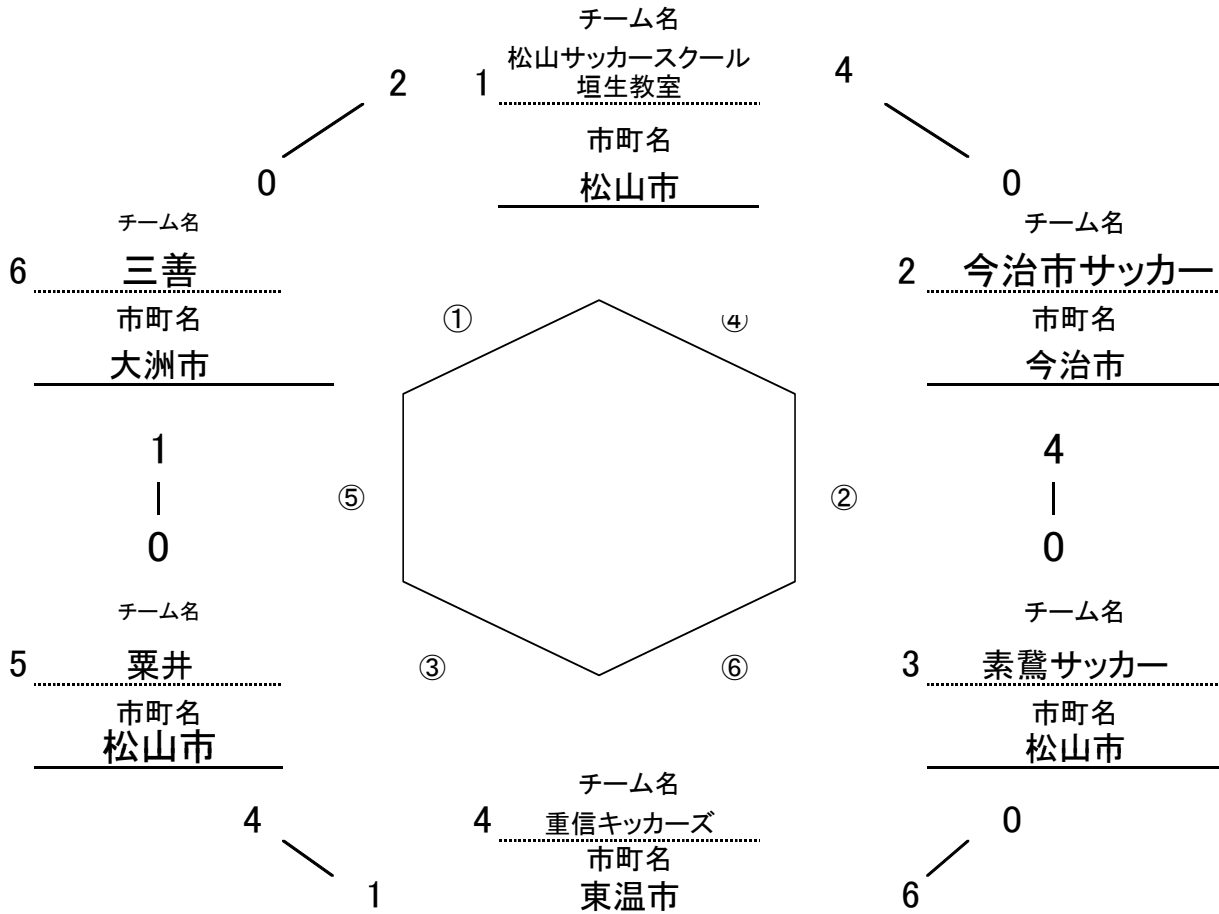 チーム名
2
1
松山サッカースクール
垣生教室
4
市町名
松山市
0
0
チーム名
6
三善
市町名
大洲市
チーム名
2
今治市サッカー
市町名
今治市
①
④
1
0
⑤
②
4
0
チーム名
5
粟井
市町名
松山市
チーム名
3
素鵞サッカー
市町名
松山市
③
⑥
4
1
チーム名
4
重信キッカーズ
市町名
東温市
0
6